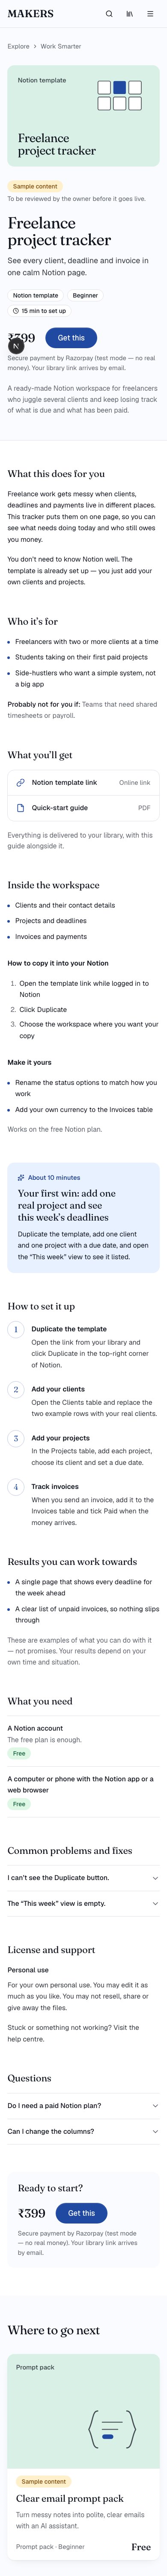 MAKERS
Explore > Work Smarter
Notion template
Freelance
project tracker
Sample content
To be reviewed by the owner before it goes live.
Freelance
project tracker
See every client, deadline and invoice in
one calm Notion page.
Notion template
Beginner
15 min to set up
Get this
N
Secure payment by Razorpay (test mode — no real
money). Your library link arrives by email.
A ready-made Notion workspace for freelancers
who juggle several clients and keep losing track
of what is due and what has been paid.
What this does for you
Freelance work gets messy when clients,
deadlines and payments live in different places.
This tracker puts them on one page, so you can
see what needs doing today and who still owes
you money.
You don't need to know Notion well. The
template is already set up — you just add your
own clients and projects.
Who it's for
• Freelancers with two or more clients at a time
• Students taking on their first paid projects
• Side-hustlers who want a simple system, not
a big app
Probably not for you if: Teams that need shared
timesheets or payroll.
What you'll get
Notion template link Online link
Quick-start guide PDF
Everything is delivered to your library, with this
guide alongside it.
Inside the workspace
• Clients and their contact details
• Projects and deadlines
• Invoices and payments
How to copy it into your Notion
1. Open the template link while logged in to
Notion
2. Click Duplicate
3. Choose the workspace where you want your
copy
Make it yours
• Rename the status options to match how you
work
• Add your own currency to the Invoices table
Works on the free Notion plan.
About 10 minutes
Your first win: add one
real project and see
this week's deadlines
Duplicate the template, add one client
and one project with a due date, and open
the "This week" view to see it listed.
How to set it up
1 Duplicate the template
Open the link from your library and
click Duplicate in the top-right corner
of Notion.
2 Add your clients
Open the Clients table and replace the
two example rows with your real clients.
3 Add your projects
In the Projects table, add each project,
choose its client and set a due date.
4 Track invoices
When you send an invoice, add it to the
Invoices table and tick Paid when the
money arrives.
Results you can work towards
• A single page that shows every deadline for
the week ahead
• A clear list of unpaid invoices, so nothing slips
through
These are examples of what you can do with it
— not promises. Your results depend on your
own time and situation.
What you need
A Notion account
The free plan is enough.
Free
A computer or phone with the Notion app or a
web browser
Free
Common problems and fixes
I can't see the Duplicate button.
The "This week" view is empty.
License and support
Personal use
For your own personal use. You may edit it as
much as you like. You may not resell, share or
give away the files.
Stuck or something not working? Visit the
help centre.
Questions
Do I need a paid Notion plan?
Can I change the columns?
Ready to start?
₹399 Get this
Secure payment by Razorpay (test mode
— no real money). Your library link arrives
by email.
Where to go next
Prompt pack
Sample content
Clear email prompt pack
Turn messy notes into polite, clear emails
with an AI assistant.
Prompt pack · Beginner Free